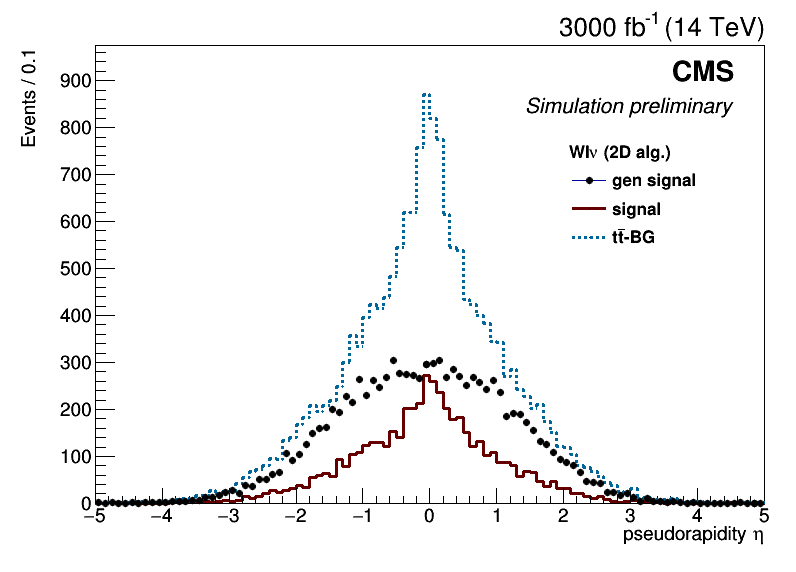 3000 fb⁻¹ (14 TeV)
CMS
Simulation preliminary
Wlν (2D alg.)
gen signal
signal
tt̄-BG
Events / 0.1
900
800
700
600
500
400
300
200
100
0
−5 −4 −3 −2 −1 0 1 2 3 4 5
pseudorapidity η